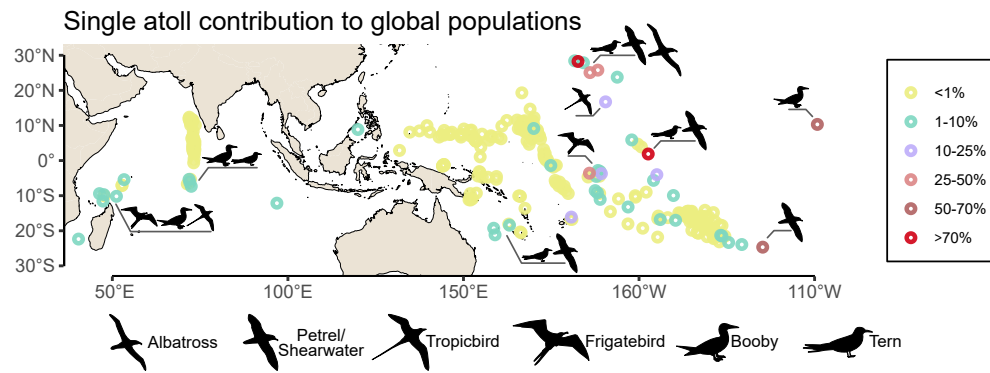 Single atoll contribution to global populations
30°N
20°N
10°N
0°
10°S
20°S
30°S
50°E
100°E
150°E
160°W
110°W
<1%
1-10%
10-25%
25-50%
50-70%
>70%
Albatross
Petrel/
Shearwater
Tropicbird
Frigatebird
Booby
Tern